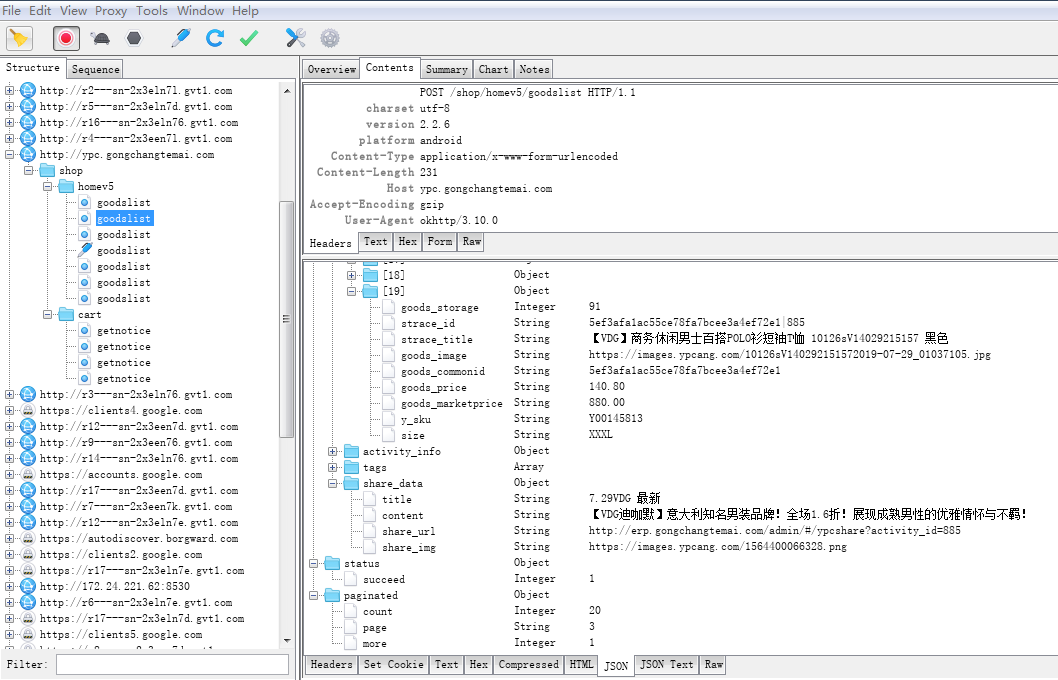 File Edit View Proxy Tools Window Help
Structure Sequence
http://r2---sn-2x3eln7l.gvt1.com
http://r5---sn-2x3eln7d.gvt1.com
http://r16---sn-2x3eln76.gvt1.com
http://r4---sn-2x3een7l.gvt1.com
http://ypc.gongchangtemai.com
shop
homev5
goodslist
goodslist
goodslist
goodslist
goodslist
goodslist
goodslist
cart
getnotice
getnotice
getnotice
getnotice
http://r3---sn-2x3eln76.gvt1.com
https://clients4.google.com
http://r12---sn-2x3een7d.gvt1.com
http://r9---sn-2x3een76.gvt1.com
http://r14---sn-2x3een76.gvt1.com
https://accounts.google.com
http://r17---sn-2x3een7d.gvt1.com
http://r7---sn-2x3een7k.gvt1.com
http://r12---sn-2x3eln7e.gvt1.com
https://autodiscover.borgward.com
https://clients2.google.com
https://r17---sn-2x3eln7e.gvt1.com
http://172.24.221.62:8530
http://r6---sn-2x3eln7e.gvt1.com
https://r17---sn-2x3eln7d.gvt1.com
https://clients5.google.com
Filter:
Overview Contents Summary Chart Notes
POST /shop/homev5/goodslist HTTP/1.1
charset utf-8
version 2.2.6
platform android
Content-Type application/x-www-form-urlencoded
Content-Length 231
Host ypc.gongchangtemai.com
Accept-Encoding gzip
User-Agent okhttp/3.10.0
Headers Text Hex Form Raw
[18] Object
[19] Object
goods_storage Integer 91
strace_id String 5ef3afa1ac55ce78fa7bcee3a4ef72e1|885
strace_title String 【VDG】商务休闲男士百搭POLO衫短袖T恤 10126sV14029215157 黑色
goods_image String https://images.ypcang.com/10126sV140292151572019-07-29_01037105.jpg
goods_commonid String 5ef3afa1ac55ce78fa7bcee3a4ef72e1
goods_price String 140.80
goods_marketprice String 880.00
y_sku String Y00145813
size String XXXL
activity_info Object
tags Array
share_data Object
title String 7.29VDG 最新
content String 【VDG迪咖默】意大利知名男装品牌！全场1.6折！展现成熟男性的优雅情怀与不羁！
share_url String http://erp.gongchangtemai.com/admin/#/ypcshare?activity_id=885
share_img String https://images.ypcang.com/1564400066328.png
status Object
succeed Integer 1
paginated Object
count Integer 20
page String 3
more Integer 1
Headers Set Cookie Text Hex Compressed HTML JSON JSON Text Raw